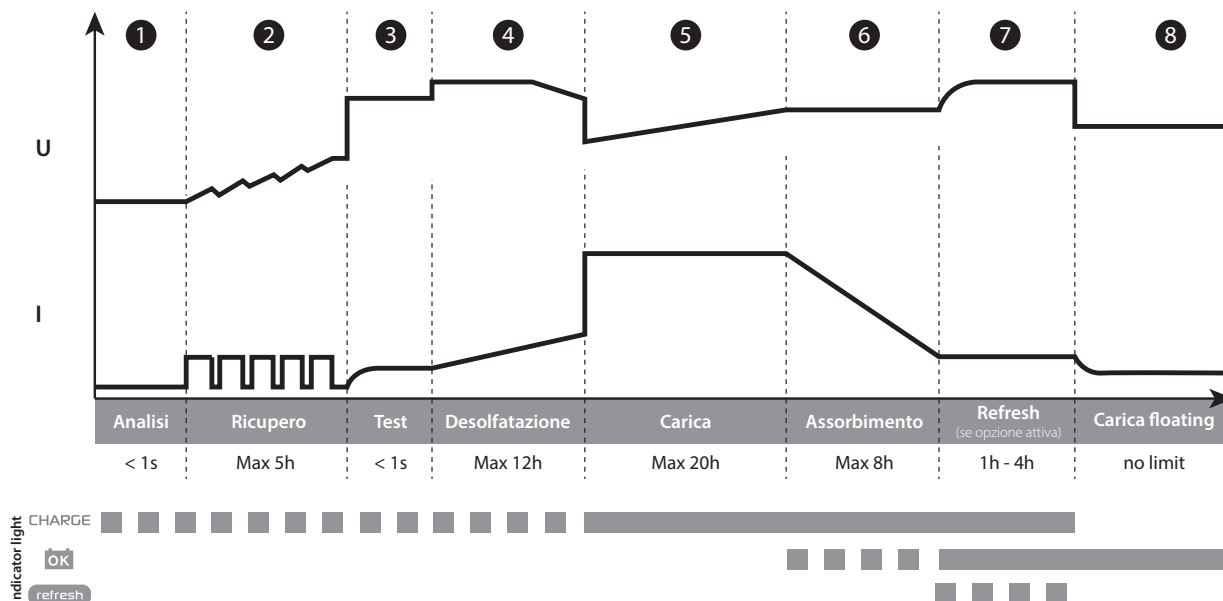 1 2 3 4 5 6 7 8
U
I
Analisi Ricupero Test Desolfatazione Carica Assorbimento Refresh (se opzione attiva) Carica floating
< 1s Max 5h < 1s Max 12h Max 20h Max 8h 1h - 4h no limit
CHARGE
OK
refresh
light